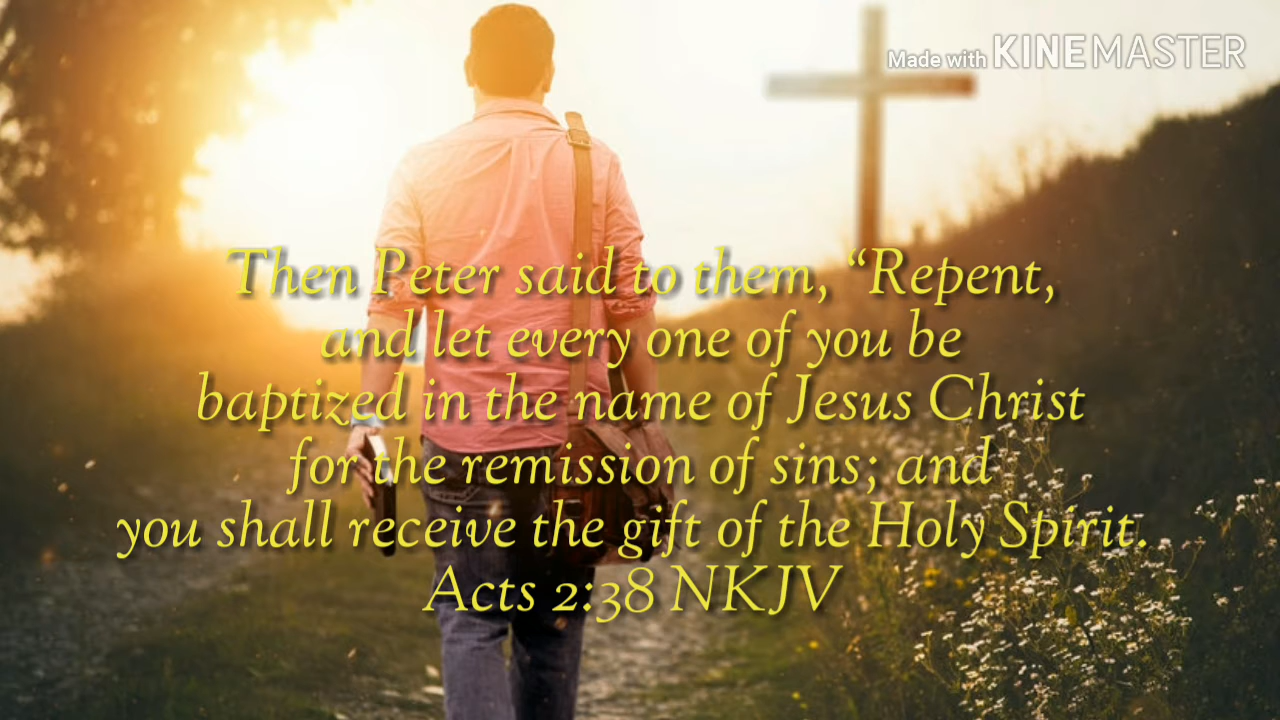 Made with KINEMASTER
Then Peter said to them, “Repent,
and let every one of you be
baptized in the name of Jesus Christ
for the remission of sins; and
you shall receive the gift of the Holy Spirit.
Acts 2:38 NKJV